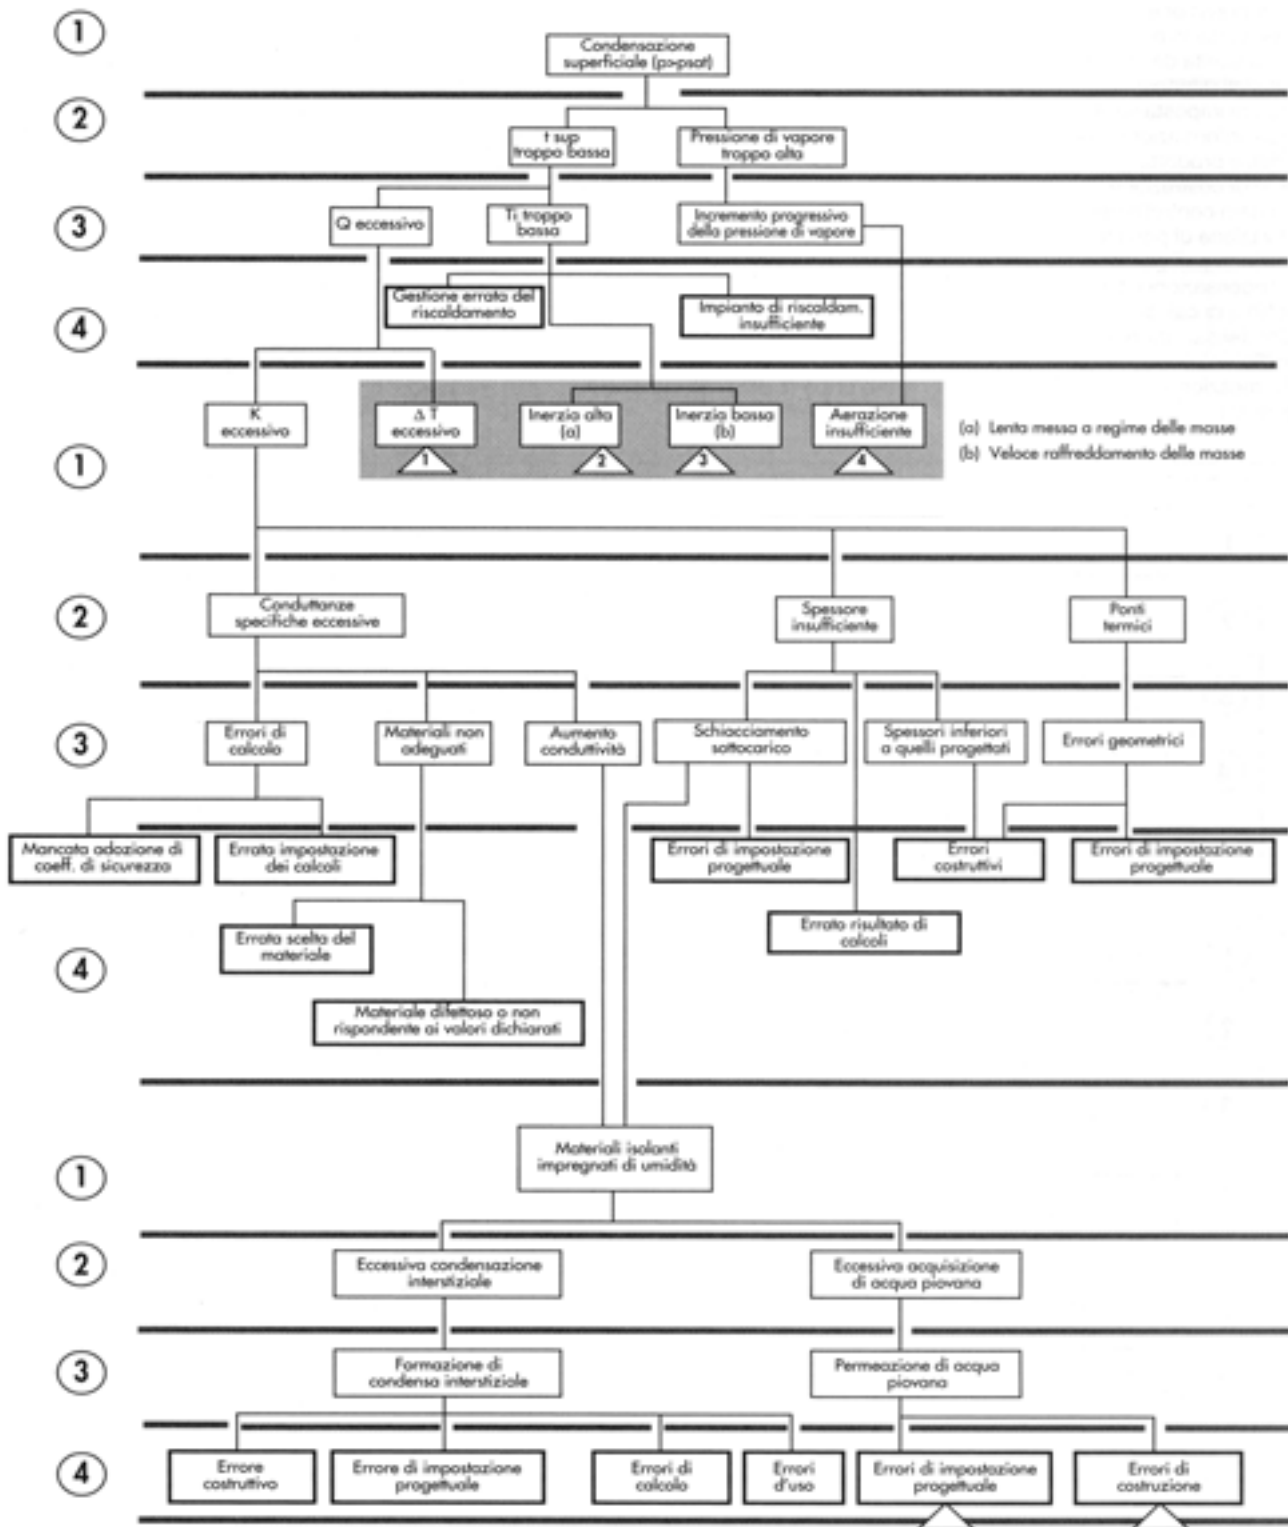 1
Condensazione
superficiale (p>psat)
2
t sup
troppo bassa
Pressione di vapore
troppo alta
3
Q eccessivo
Ti troppo
bassa
Incremento progressivo
della pressione di vapore
4
Gestione errata del
riscaldamento
Impianto di riscaldam.
insufficiente
K
eccessivo
Δ T
eccessivo
Inerzia alta
(a)
Inerzia bassa
(b)
Aerazione
insufficiente
1
2
3
4
(a) Lenta messa a regime delle masse
(b) Veloce raffreddamento delle masse
1
2
Conduttanze
specifiche eccessive
Spessore
insufficiente
Ponti
termici
3
Errori di
calcolo
Materiali non
adeguati
Aumento
conduttività
Schiacciamento
sottocarico
Spessori inferiori
a quelli progettati
Errori geometrici
Mancata adozione di
coeff. di sicurezza
Errata impostazione
dei calcoli
Errori di impostazione
progettuale
Errori
costruttivi
Errori di impostazione
progettuale
Errata scelta del
materiale
Errato risultato di
calcoli
4
Materiale difettoso o non
rispondente ai valori dichiarati
1
Materiali isolanti
impregnati di umidità
2
Eccessiva condensazione
interstiziale
Eccessiva acquisizione
di acqua piovana
3
Formazione di
condensa interstiziale
Permeazione di acqua
piovana
4
Errore
costruttivo
Errore di impostazione
progettuale
Errori di
calcolo
Errori
d'uso
Errori di impostazione
progettuale
Errori di
costruzione